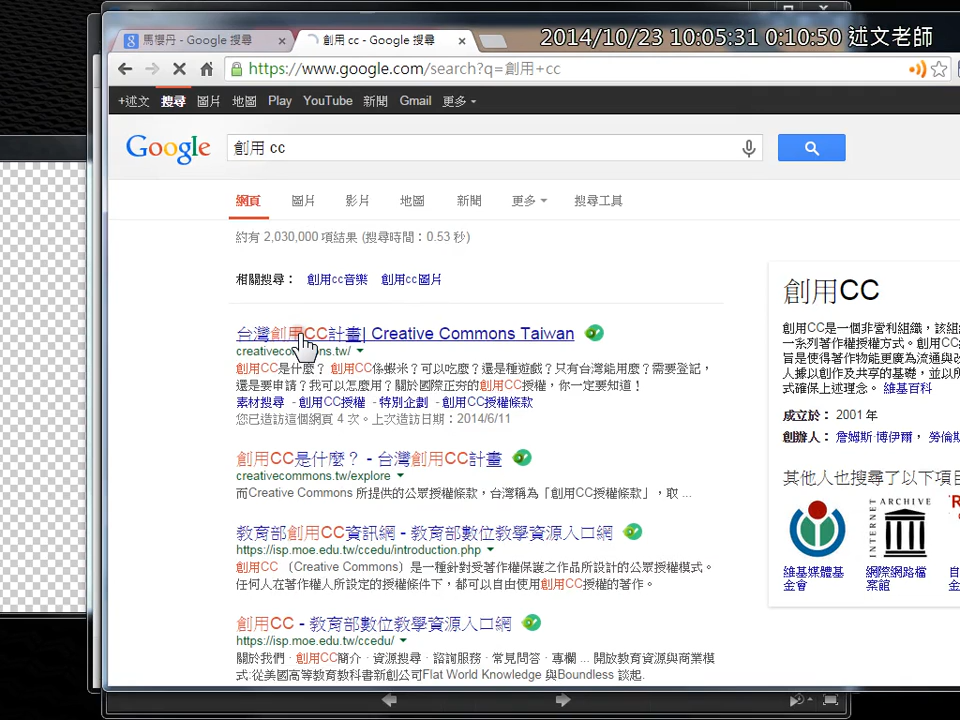 馬櫻丹 - Google 搜尋
創用 cc - Google 搜尋
2014/10/23 10:05:31 0:10:50 述文老師
https://www.google.com/search?q=創用+cc
+述文 搜尋 圖片 地圖 Play YouTube 新聞 Gmail 更多
Google
創用 cc
網頁 圖片 影片 地圖 新聞 更多 搜尋工具
約有 2,030,000 項結果 (搜尋時間：0.53 秒)
相關搜尋： 創用cc音樂 創用cc圖片
台灣創用CC計畫| Creative Commons Taiwan
creativecommons.tw/
創用CC是什麼？ 創用CC係蝦米？可以吃麼？還是種遊戲？只有台灣能用麼？需要登記，
還是要申請？我可以怎麼用？關於國際正夯的創用CC授權，你一定要知道！
素材搜尋 - 創用CC授權 - 特別企劃 - 創用CC授權條款
您已造訪這個網頁 4 次。上次造訪日期：2014/6/11
創用CC是什麼？ - 台灣創用CC計畫
creativecommons.tw/explore
而Creative Commons 所提供的公眾授權條款，台灣稱為「創用CC授權條款」，取 ...
教育部創用CC資訊網 - 教育部數位教學資源入口網
https://isp.moe.edu.tw/ccedu/introduction.php
創用CC （Creative Commons）是一種針對受著作權保護之作品所設計的公眾授權模式。
任何人在著作權人所設定的授權條件下，都可以自由使用創用CC授權的著作。
創用CC - 教育部數位教學資源入口網
https://isp.moe.edu.tw/ccedu/
關於我們 · 創用CC簡介 · 資源搜尋 · 諮詢服務 · 常見問答 · 專欄 ... 開放教育資源與商業模
式:從美國高等教育教科書新創公司Flat World Knowledge 與Boundless 談起.
創用CC
創用CC是一個非營利組織，該組
一系列著作權授權方式。創用C
旨是使得著作物能更廣為流通與改
人據以創作及共享的基礎，並以所
式確保上述理念。 維基百科
成立於： 2001 年
創辦人： 詹姆斯·博伊爾， 勞倫斯
其他人也搜尋了以下項目
INTERNET ARCHIVE
維基媒體基
金會
網際網路檔
案館
自